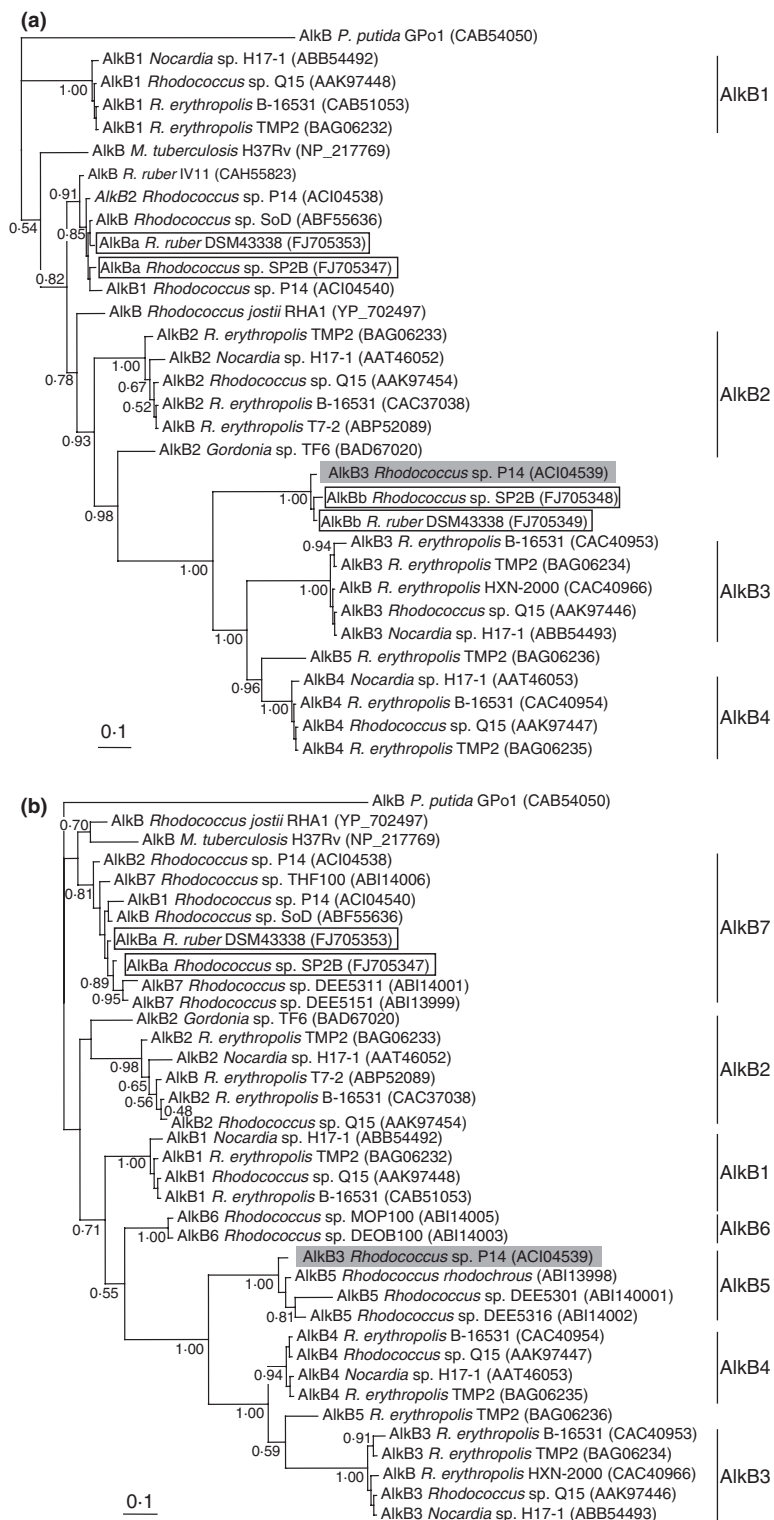 (a)
AlkB P. putida GPo1 (CAB54050)
AlkB1 Nocardia sp. H17-1 (ABB54492)
AlkB1 Rhodococcus sp. Q15 (AAK97448)
1·00
AlkB1 R. erythropolis B-16531 (CAB51053)
AlkB1 R. erythropolis TMP2 (BAG06232)
AlkB1
AlkB M. tuberculosis H37Rv (NP_217769)
AlkB R. ruber IV11 (CAH55823)
0·91
AlkB2 Rhodococcus sp. P14 (ACI04538)
AlkB Rhodococcus sp. SoD (ABF55636)
0·54
0·85
AlkBa R. ruber DSM43338 (FJ705353)
AlkBa Rhodococcus sp. SP2B (FJ705347)
0·82
AlkB1 Rhodococcus sp. P14 (ACI04540)
AlkB Rhodococcus jostii RHA1 (YP_702497)
AlkB2 R. erythropolis TMP2 (BAG06233)
AlkB2 Nocardia sp. H17-1 (AAT46052)
1·00
0·78
0·67
AlkB2 Rhodococcus sp. Q15 (AAK97454)
0·52
AlkB2 R. erythropolis B-16531 (CAC37038)
AlkB R. erythropolis T7-2 (ABP52089)
AlkB2
0·93
AlkB2 Gordonia sp. TF6 (BAD67020)
AlkB3 Rhodococcus sp. P14 (ACI04539)
1·00
AlkBb Rhodococcus sp. SP2B (FJ705348)
0·98
AlkBb R. ruber DSM43338 (FJ705349)
0·94
AlkB3 R. erythropolis B-16531 (CAC40953)
AlkB3 R. erythropolis TMP2 (BAG06234)
1·00
1·00
AlkB R. erythropolis HXN-2000 (CAC40966)
AlkB3 Rhodococcus sp. Q15 (AAK97446)
AlkB3 Nocardia sp. H17-1 (ABB54493)
AlkB3
1·00
AlkB5 R. erythropolis TMP2 (BAG06236)
AlkB4 Nocardia sp. H17-1 (AAT46053)
0·96
AlkB4 R. erythropolis B-16531 (CAC40954)
1·00
AlkB4 Rhodococcus sp. Q15 (AAK97447)
AlkB4 R. erythropolis TMP2 (BAG06235)
AlkB4
0·1
(b)
AlkB P. putida GPo1 (CAB54050)
AlkB Rhodococcus jostii RHA1 (YP_702497)
0·70
AlkB M. tuberculosis H37Rv (NP_217769)
AlkB2 Rhodococcus sp. P14 (ACI04538)
AlkB7 Rhodococcus sp. THF100 (ABI14006)
0·81
AlkB1 Rhodococcus sp. P14 (ACI04540)
AlkB Rhodococcus sp. SoD (ABF55636)
AlkBa R. ruber DSM43338 (FJ705353)
AlkBa Rhodococcus sp. SP2B (FJ705347)
0·89
AlkB7 Rhodococcus sp. DEE5311 (ABI14001)
0·95
AlkB7 Rhodococcus sp. DEE5151 (ABI13999)
AlkB7
AlkB2 Gordonia sp. TF6 (BAD67020)
AlkB2 R. erythropolis TMP2 (BAG06233)
AlkB2 Nocardia sp. H17-1 (AAT46052)
0·98
0·65
AlkB R. erythropolis T7-2 (ABP52089)
0·56
AlkB2 R. erythropolis B-16531 (CAC37038)
0·48
AlkB2 Rhodococcus sp. Q15 (AAK97454)
AlkB2
AlkB1 Nocardia sp. H17-1 (ABB54492)
AlkB1 R. erythropolis TMP2 (BAG06232)
1·00
AlkB1 Rhodococcus sp. Q15 (AAK97448)
AlkB1 R. erythropolis B-16531 (CAB51053)
AlkB1
0·71
AlkB6 Rhodococcus sp. MOP100 (ABI14005)
1·00
AlkB6 Rhodococcus sp. DEOB100 (ABI14003)
AlkB6
AlkB3 Rhodococcus sp. P14 (ACI04539)
0·55
1·00
AlkB5 Rhodococcus rhodochrous (ABI13998)
AlkB5 Rhodococcus sp. DEE5301 (ABI140001)
0·81
AlkB5 Rhodococcus sp. DEE5316 (ABI14002)
AlkB5
1·00
AlkB4 R. erythropolis B-16531 (CAC40954)
AlkB4 Rhodococcus sp. Q15 (AAK97447)
0·94
AlkB4 Nocardia sp. H17-1 (AAT46053)
AlkB4 R. erythropolis TMP2 (BAG06235)
AlkB4
1·00
AlkB5 R. erythropolis TMP2 (BAG06236)
0·91
AlkB3 R. erythropolis B-16531 (CAC40953)
0·59
AlkB3 R. erythropolis TMP2 (BAG06234)
1·00
AlkB R. erythropolis HXN-2000 (CAC40966)
AlkB3 Rhodococcus sp. Q15 (AAK97446)
AlkB3 Nocardia sp. H17-1 (ABB54493)
AlkB3
0·1